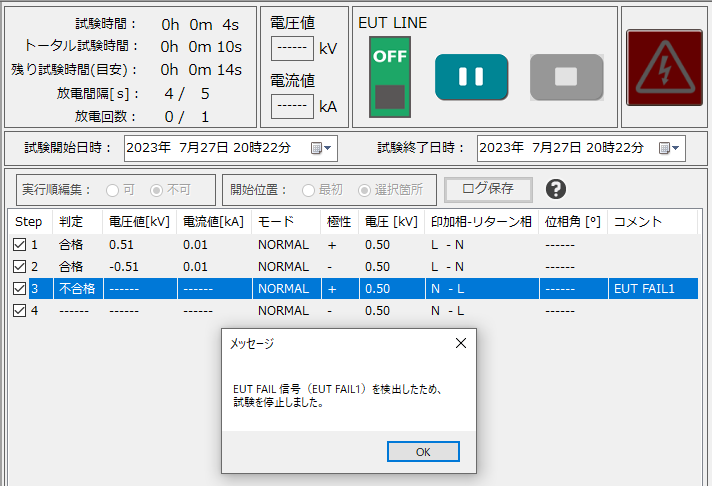 試験時間： 0h 0m 4s
トータル試験時間： 0h 0m 10s
残り試験時間(目安)： 0h 0m 14s
放電間隔[s]： 4 / 5
放電回数： 0 / 1
電圧値
------ kV
電流値
------ kA
EUT LINE
OFF
試験開始日時： 2023年 7月27日 20時22分 試験終了日時： 2023年 7月27日 20時22分
実行順編集： 可 不可 開始位置： 最初 選択箇所 ログ保存 ?
Step 判定 電圧値[kV] 電流値[kA] モード 極性 電圧 [kV] 印加相-リターン相 位相角 [°] コメント
1 合格 0.51 0.01 NORMAL + 0.50 L - N ------
2 合格 -0.51 0.01 NORMAL - 0.50 L - N ------
3 不合格 ------ ------ NORMAL + 0.50 N - L ------ EUT FAIL1
4 ------ ------ ------ NORMAL - 0.50 N - L ------
メッセージ
EUT FAIL 信号（EUT FAIL1）を検出したため、
試験を停止しました。
OK